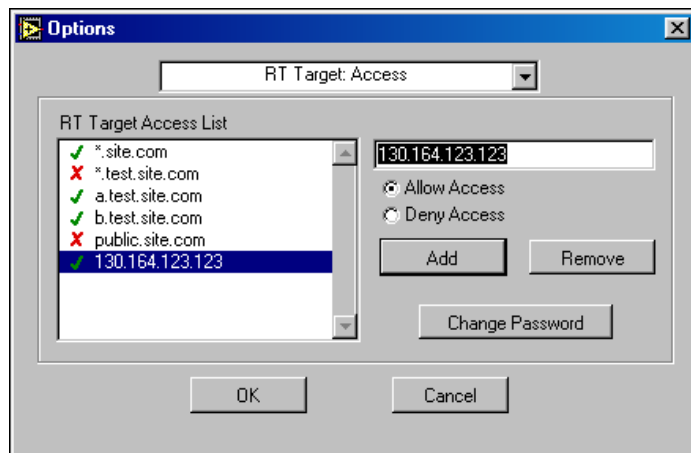 Options
RT Target: Access
RT Target Access List
*.site.com
*.test.site.com
a.test.site.com
b.test.site.com
public.site.com
130.164.123.123
130.164.123.123
Allow Access
Deny Access
Add
Remove
Change Password
OK
Cancel